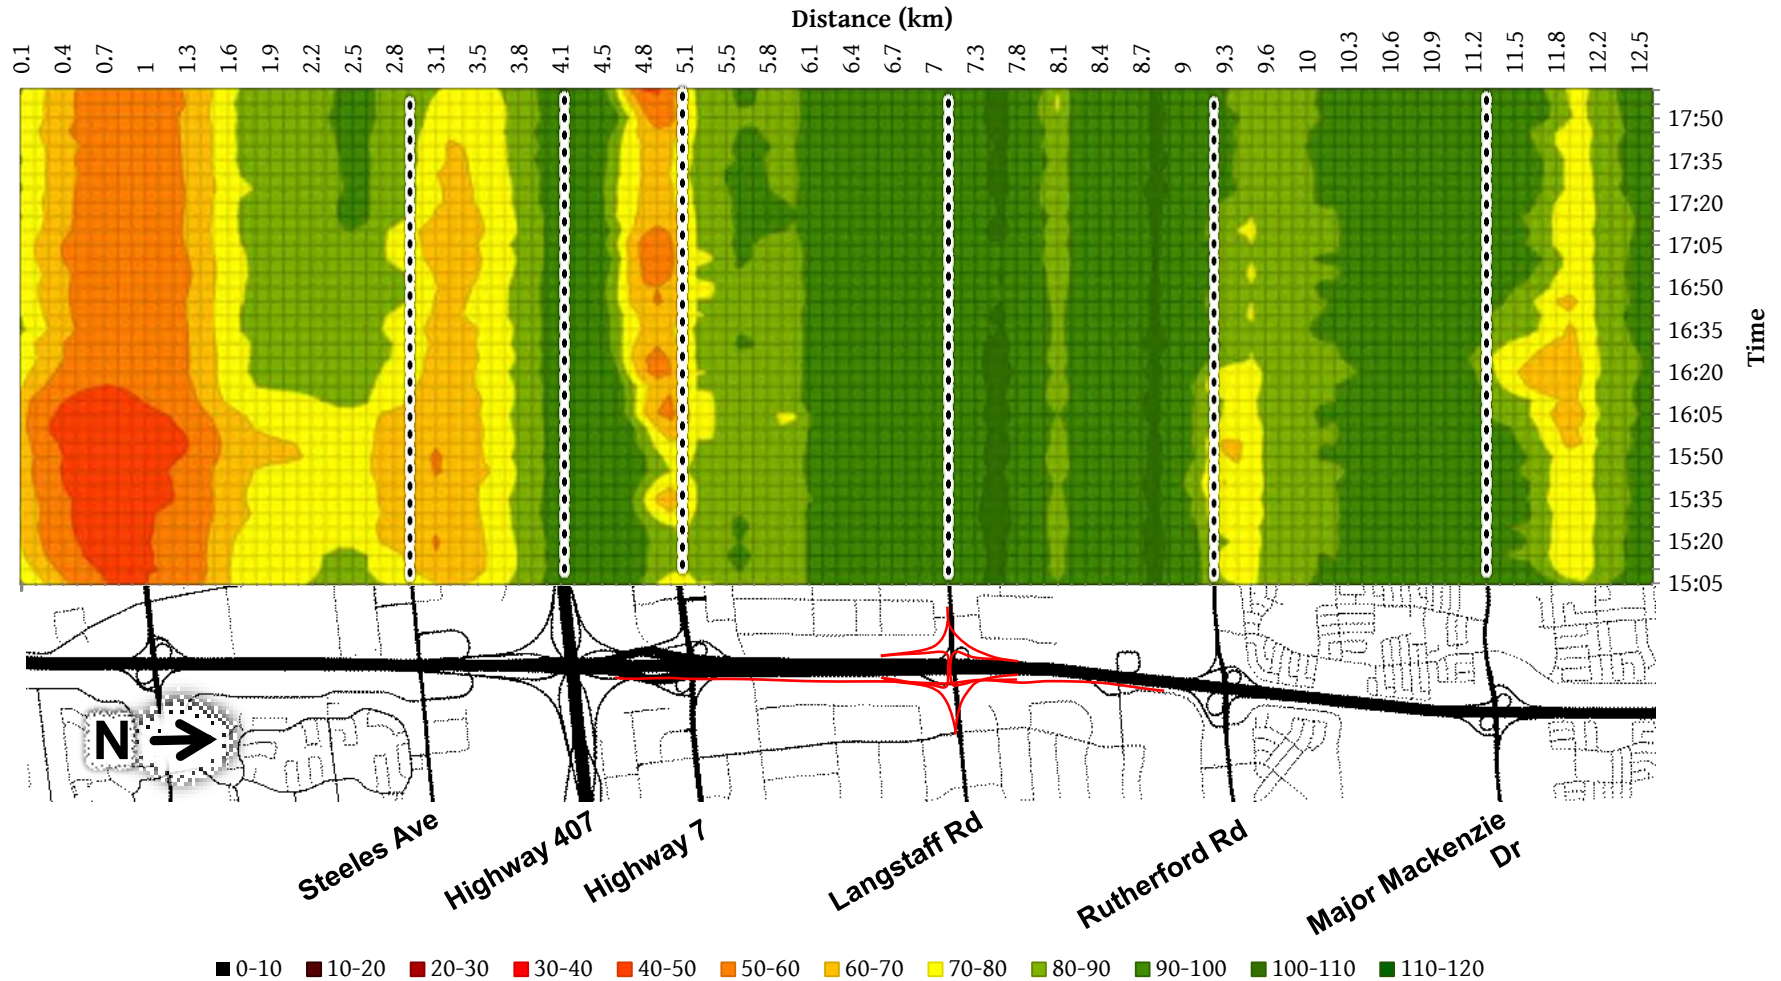 Distance (km)
0.1 0.4 0.7 1 1.3 1.6 1.9 2.2 2.5 2.8 3.1 3.5 3.8 4.1 4.5 4.8 5.1 5.5 5.8 6.1 6.4 6.7 7 7.3 7.8 8.1 8.4 8.7 9 9.3 9.6 10 10.3 10.6 10.9 11.2 11.5 11.8 12.2 12.5
17:50
17:35
17:20
17:05
16:50
16:35
16:20
16:05
15:50
15:35
15:20
15:05
Time
N
Steeles Ave
Highway 407
Highway 7
Langstaff Rd
Rutherford Rd
Major Mackenzie
Dr
0-10 10-20 20-30 30-40 40-50 50-60 60-70 70-80 80-90 90-100 100-110 110-120